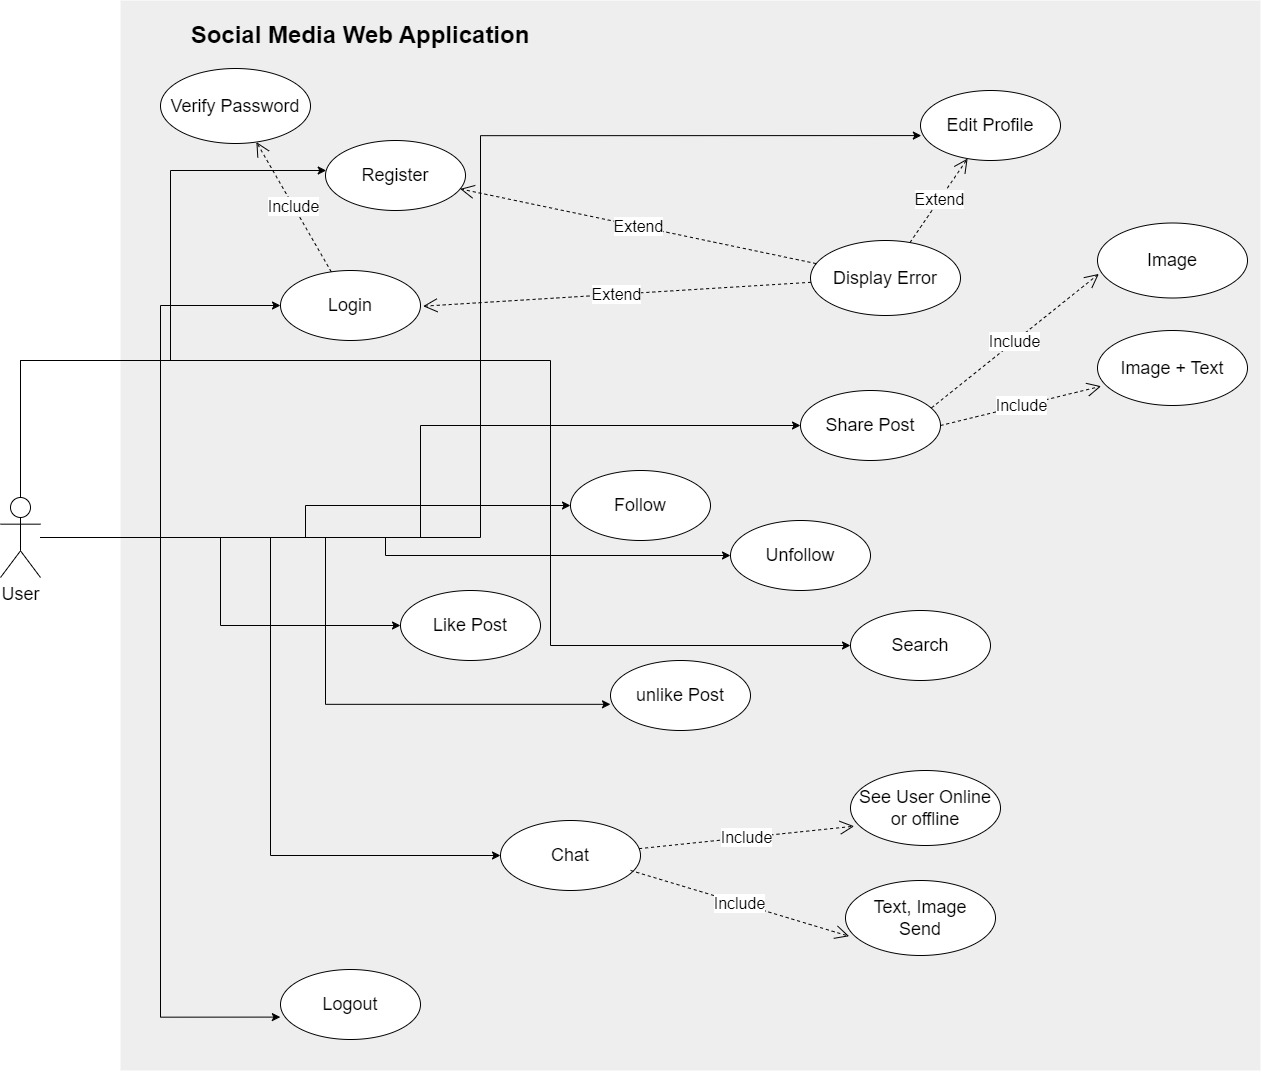 Social Media Web Application
Verify Password
Edit Profile
Register
Include
Extend
Extend
Image
Display Error
Extend
Login
Include
Image + Text
Include
Share Post
Follow
Unfollow
User
Like Post
Search
unlike Post
See User Online
or offline
Include
Chat
Include
Text, Image
Send
Logout